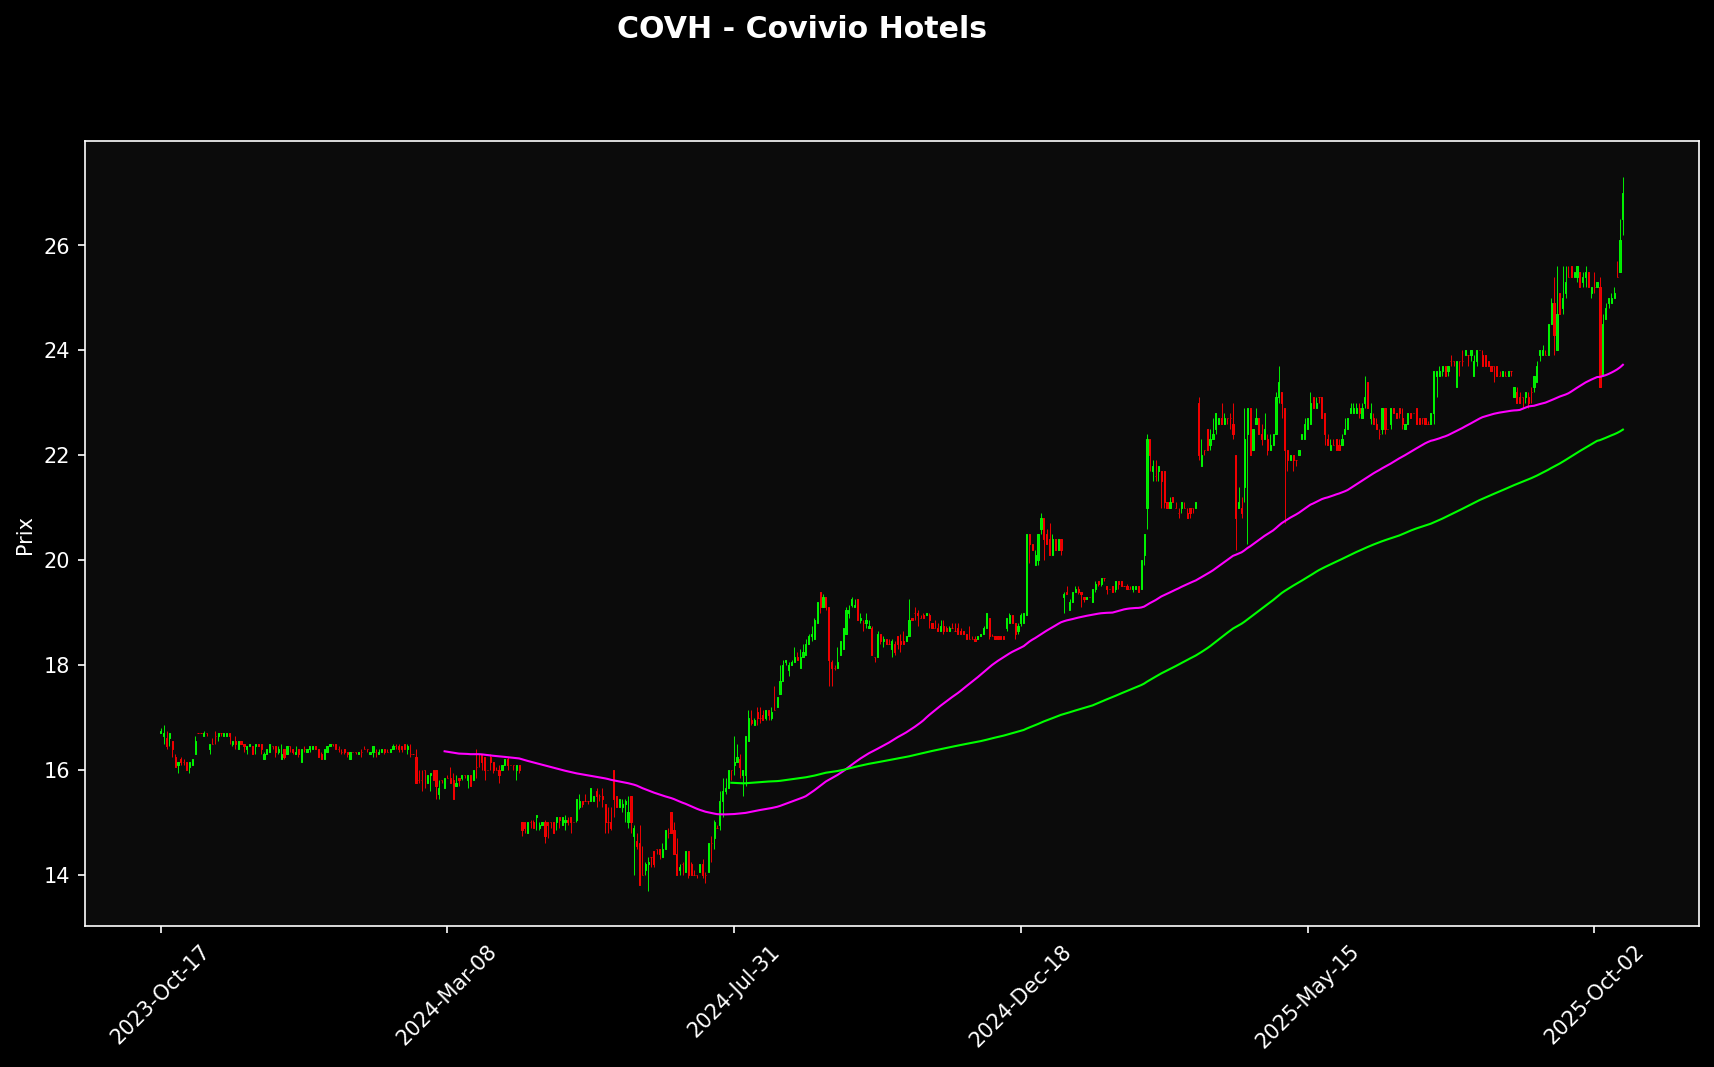 COVH - Covivio Hotels
Prix
26
24
22
20
18
16
14
2023-Oct-17
2024-Mar-08
2024-Jul-31
2024-Dec-18
2025-May-15
2025-Oct-02